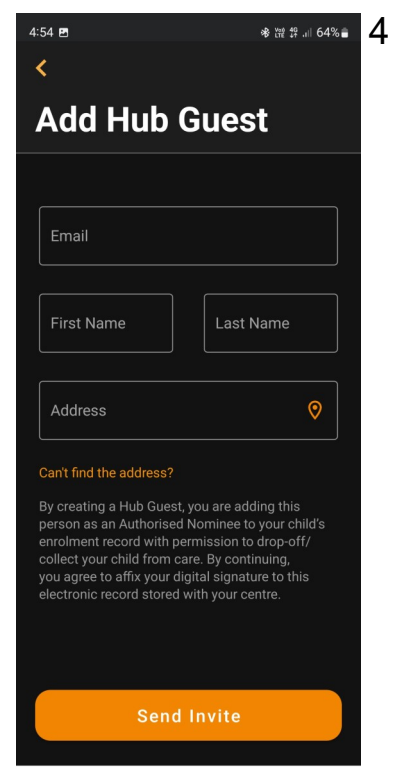 4:54 64% 4
Add Hub Guest
Email
First Name Last Name
Address
Can't find the address?
By creating a Hub Guest, you are adding this
person as an Authorised Nominee to your child's
enrolment record with permission to drop-off/
collect your child from care. By continuing,
you agree to affix your digital signature to this
electronic record stored with your centre.
Send Invite